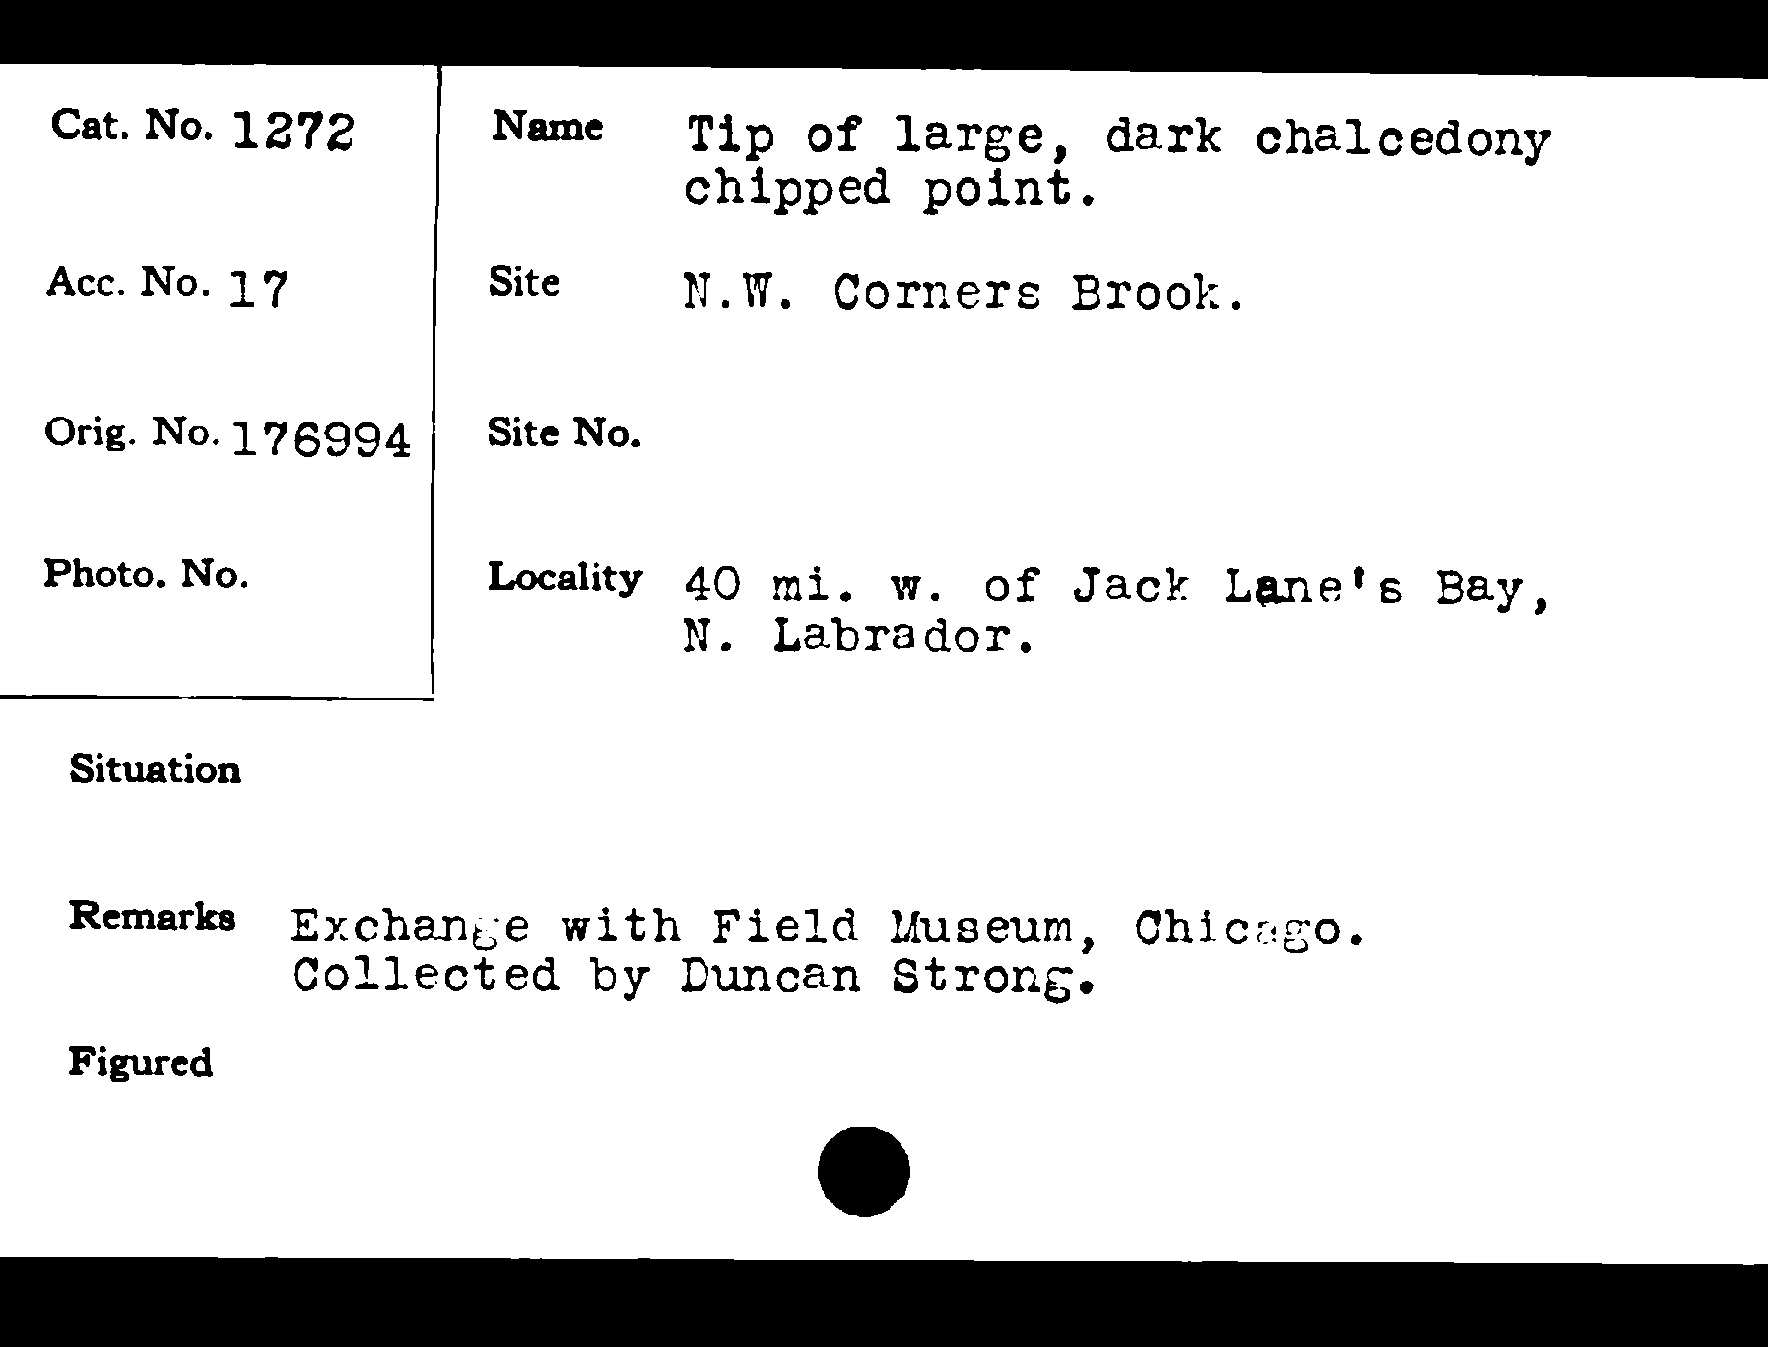 Cat. No. 1272
Name Tip of large, dark chalcedony
chipped point.
Acc. No. 17
Site N.W. Corners Brook.
Orig. No. 176994
Site No.
Photo. No.
Locality 40 mi. w. of Jack Lane's Bay,
N. Labrador.
Situation
Remarks Exchange with Field Museum, Chicago.
Collected by Duncan Strong.
Figured